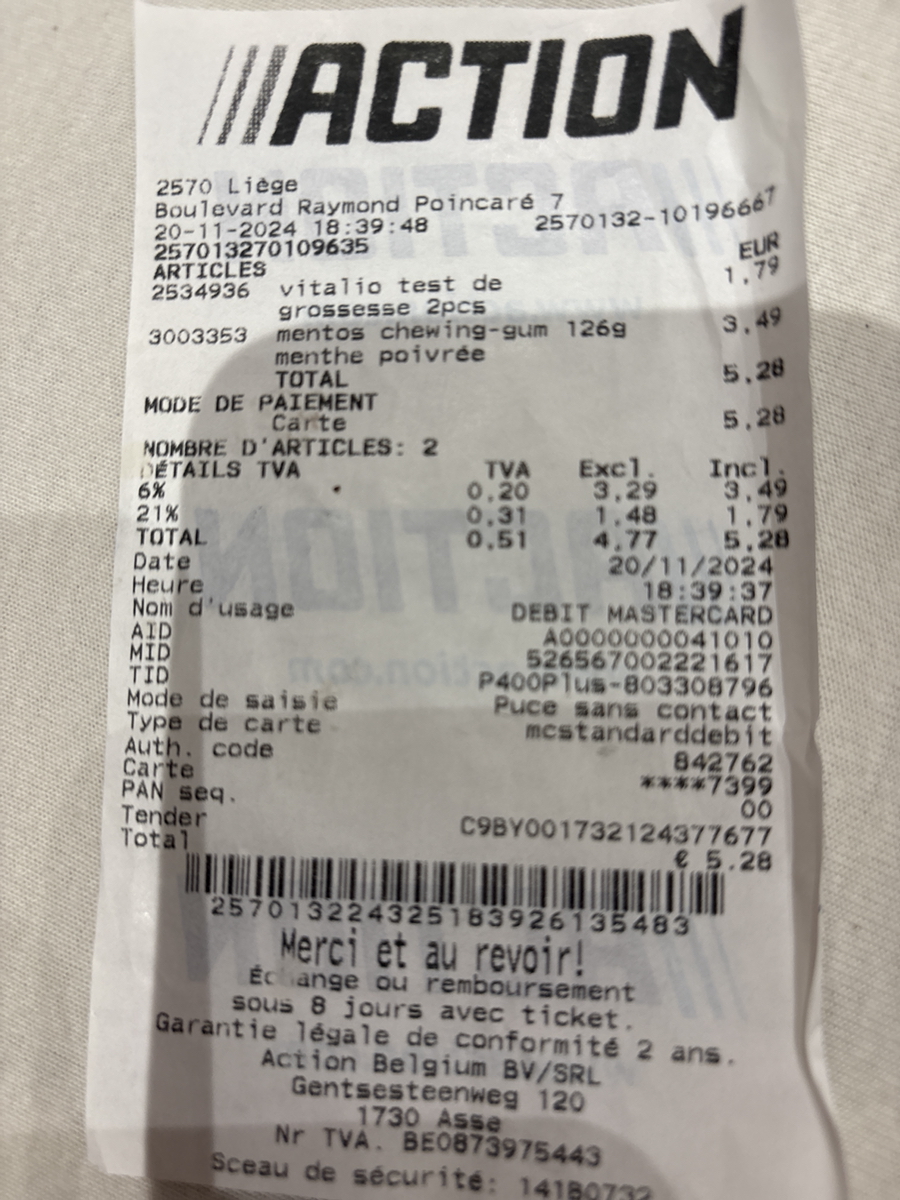 ACTION
2570 Liège
Boulevard Raymond Poincaré 7
20-11-2024 18:39:48 2570132-10196667
257013270109635 EUR
ARTICLES
2534936 vitalio test de 1,79
grossesse 2pcs
3003353 mentos chewing-gum 126g 3,49
menthe poivrée
TOTAL 5,28
MODE DE PAIEMENT
Carte 5,28
NOMBRE D'ARTICLES: 2
DÉTAILS TVA TVA Excl. Incl.
6% 0,20 3,29 3,49
21% 0,31 1,48 1,79
TOTAL 0,51 4,77 5,28
Date 20/11/2024
Heure 18:39:37
Nom d'usage DEBIT MASTERCARD
AID A0000000041010
MID 526567002221617
TID P400Plus-803308796
Mode de saisie Puce sans contact
Type de carte mcstandarddebit
Auth. code 842762
Carte ****7399
PAN seq. 00
Tender C9BY001732124377677
Total € 5.28
257013224325183926135483
Merci et au revoir!
Échange ou remboursement
sous 8 jours avec ticket.
Garantie légale de conformité 2 ans.
Action Belgium BV/SRL
Gentsesteenweg 120
1730 Asse
Nr TVA. BE0873975443
Sceau de sécurité: 141B0732